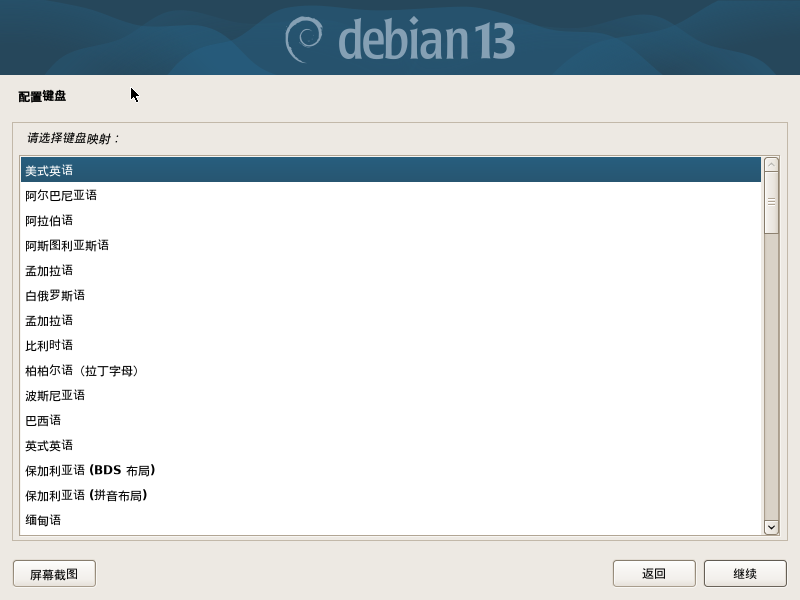 debian 13
配置键盘
请选择键盘映射：
美式英语
阿尔巴尼亚语
阿拉伯语
阿斯图利亚斯语
孟加拉语
白俄罗斯语
孟加拉语
比利时语
柏柏尔语（拉丁字母）
波斯尼亚语
巴西语
英式英语
保加利亚语 (BDS 布局)
保加利亚语 (拼音布局)
缅甸语
屏幕截图
返回
继续